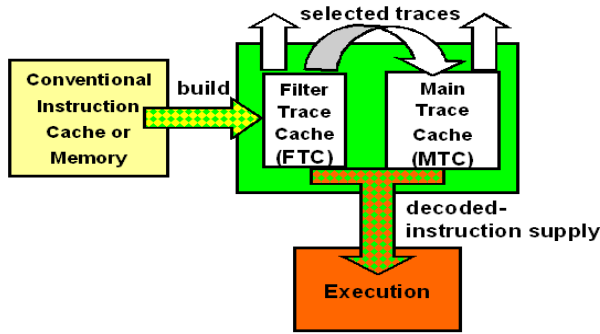 selected traces
Conventional
Instruction
Cache or
Memory
build
Filter
Trace
Cache
(FTC)
Main
Trace
Cache
(MTC)
decoded-
instruction supply
Execution